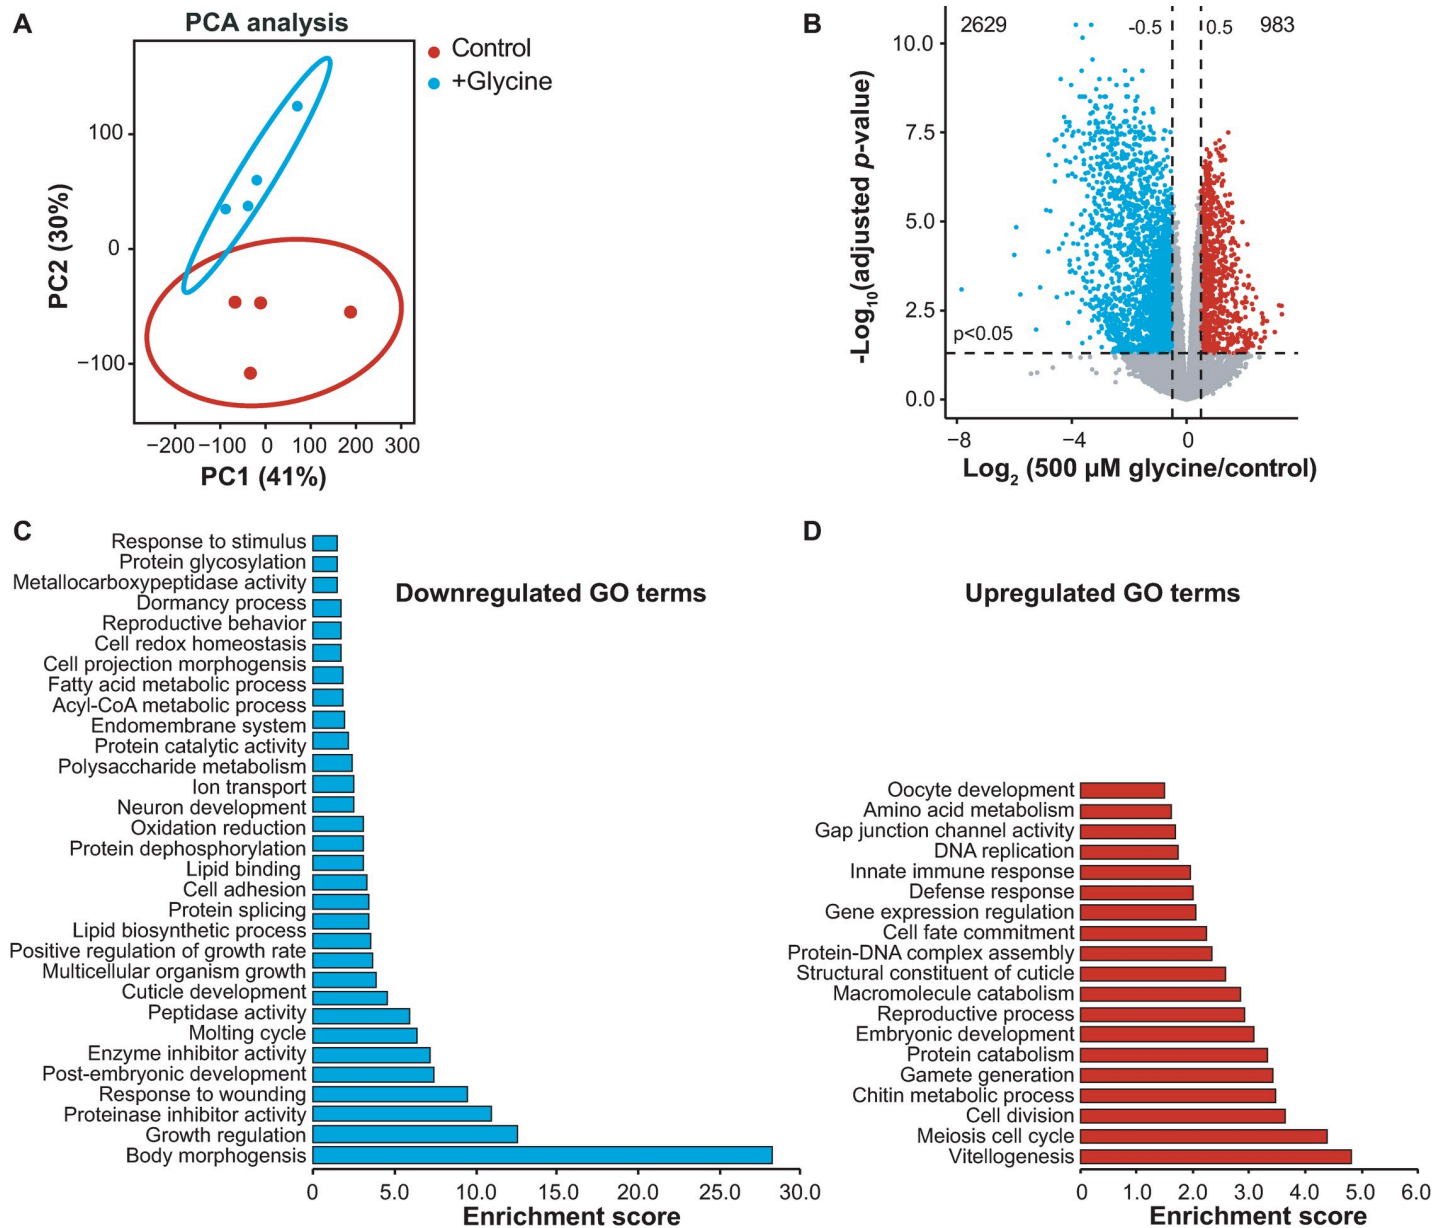 A
PCA analysis
Control
+Glycine
100
0
−100
PC2 (30%)
−200 −100 0 100 200 300
PC1 (41%)
B
2629
-0.5
0.5
983
10.0
7.5
5.0
2.5
0.0
p<0.05
-Log10(adjusted p-value)
−8 −4 0
Log2 (500 µM glycine/control)
C
Downregulated GO terms
Response to stimulus
Protein glycosylation
Metallocarboxypeptidase activity
Dormancy process
Reproductive behavior
Cell redox homeostasis
Cell projection morphogensis
Fatty acid metabolic process
Acyl-CoA metabolic process
Endomembrane system
Protein catalytic activity
Polysaccharide metabolism
Ion transport
Neuron development
Oxidation reduction
Protein dephosphorylation
Lipid binding
Cell adhesion
Protein splicing
Lipid biosynthetic process
Positive regulation of growth rate
Multicellular organism growth
Cuticle development
Peptidase activity
Molting cycle
Enzyme inhibitor activity
Post-embryonic development
Response to wounding
Proteinase inhibitor activity
Growth regulation
Body morphogensis
0 5.0 10.0 15.0 20.0 25.0 30.0
Enrichment score
D
Upregulated GO terms
Oocyte development
Amino acid metabolism
Gap junction channel activity
DNA replication
Innate immune response
Defense response
Gene expression regulation
Cell fate commitment
Protein-DNA complex assembly
Structural constituent of cuticle
Macromolecule catabolism
Reproductive process
Embryonic development
Protein catabolism
Gamete generation
Chitin metabolic process
Cell division
Meiosis cell cycle
Vitellogenesis
0 1.0 2.0 3.0 4.0 5.0 6.0
Enrichment score